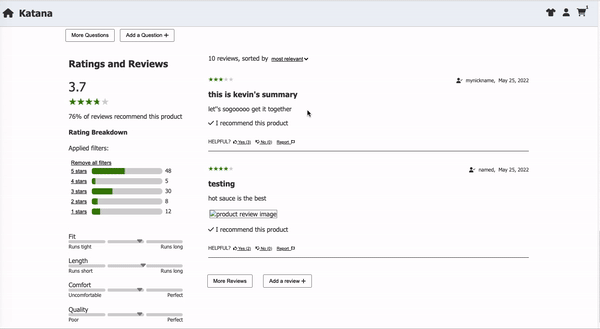 Katana
1
More Questions
Add a Question +
Ratings and Reviews
3.7
76% of reviews recommend this product
Rating Breakdown
Applied filters:
Remove all filters
5 stars 48
4 stars 5
3 stars 30
2 stars 8
1 stars 12
Fit
Runs tight Runs long
Length
Runs short Runs long
Comfort
Uncomfortable Perfect
Quality
Poor Perfect
10 reviews, sorted by most relevant
mynickname, May 25, 2022
this is kevin's summary
let"s sogooooo get it together
I recommend this product
HELPFUL? Yes (3) No (0) Report
named, May 25, 2022
testing
hot sauce is the best
product review image
I recommend this product
HELPFUL? Yes (2) No (0) Report
More Reviews
Add a review +